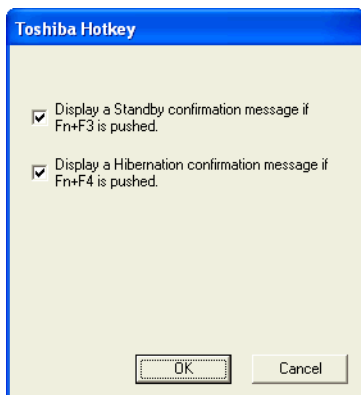 Toshiba Hotkey
Display a Standby confirmation message if
Fn+F3 is pushed.
Display a Hibernation confirmation message if
Fn+F4 is pushed.
OK
Cancel